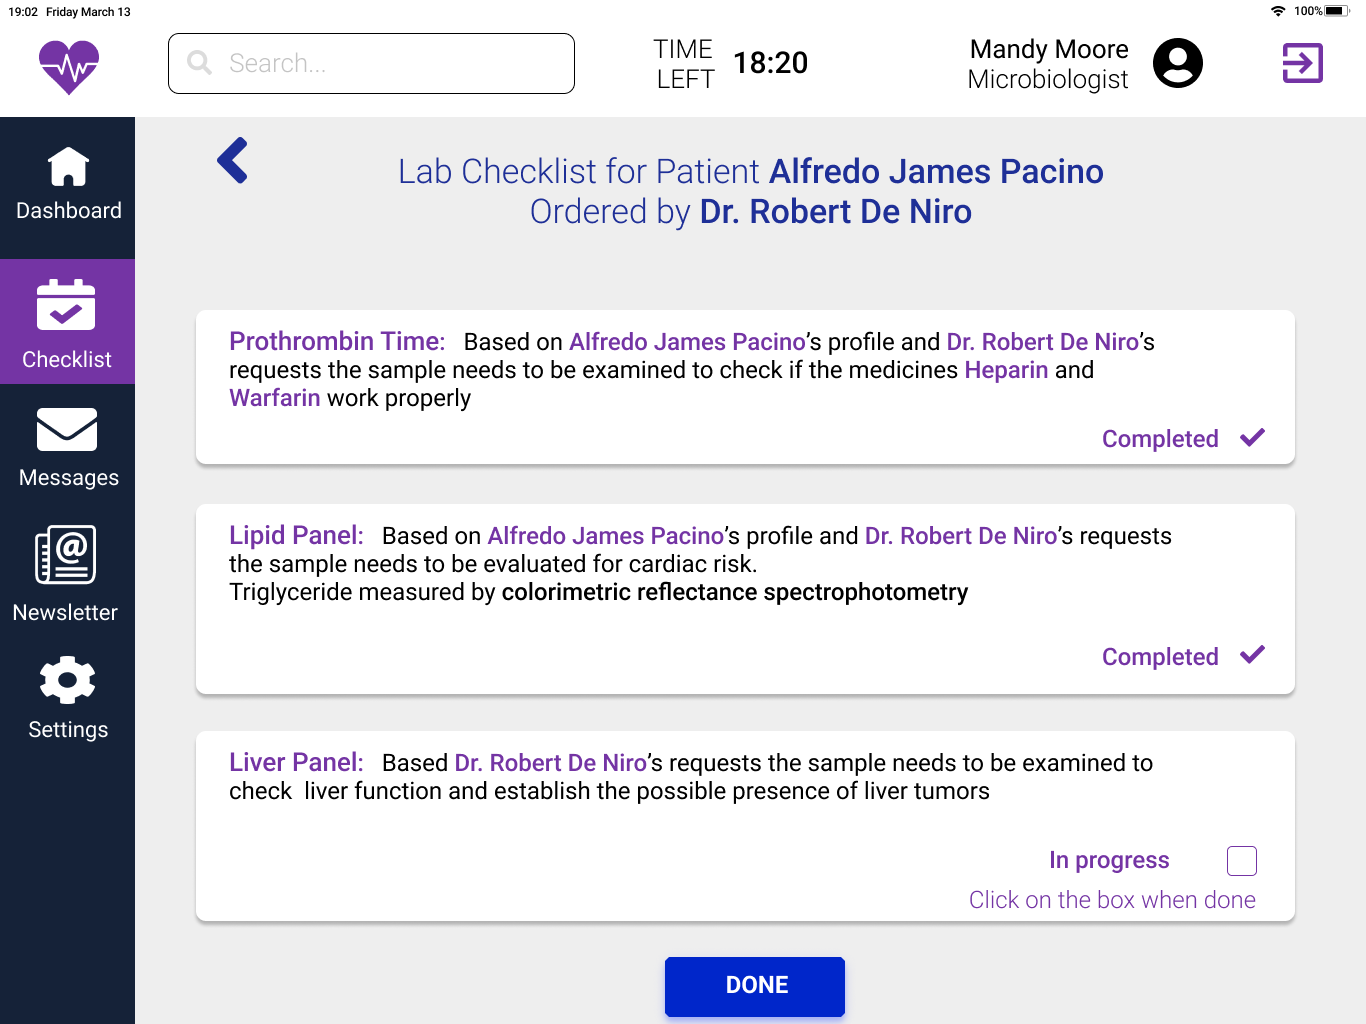 19:02 Friday March 13
100%
Search...
TIME LEFT 18:20
Mandy Moore
Microbiologist
Dashboard
Checklist
Messages
Newsletter
Settings
Lab Checklist for Patient Alfredo James Pacino
Ordered by Dr. Robert De Niro
Prothrombin Time: Based on Alfredo James Pacino's profile and Dr. Robert De Niro's
requests the sample needs to be examined to check if the medicines Heparin and
Warfarin work properly
Completed
Lipid Panel: Based on Alfredo James Pacino's profile and Dr. Robert De Niro's requests
the sample needs to be evaluated for cardiac risk.
Triglyceride measured by colorimetric reflectance spectrophotometry
Completed
Liver Panel: Based Dr. Robert De Niro's requests the sample needs to be examined to
check liver function and establish the possible presence of liver tumors
In progress
Click on the box when done
DONE